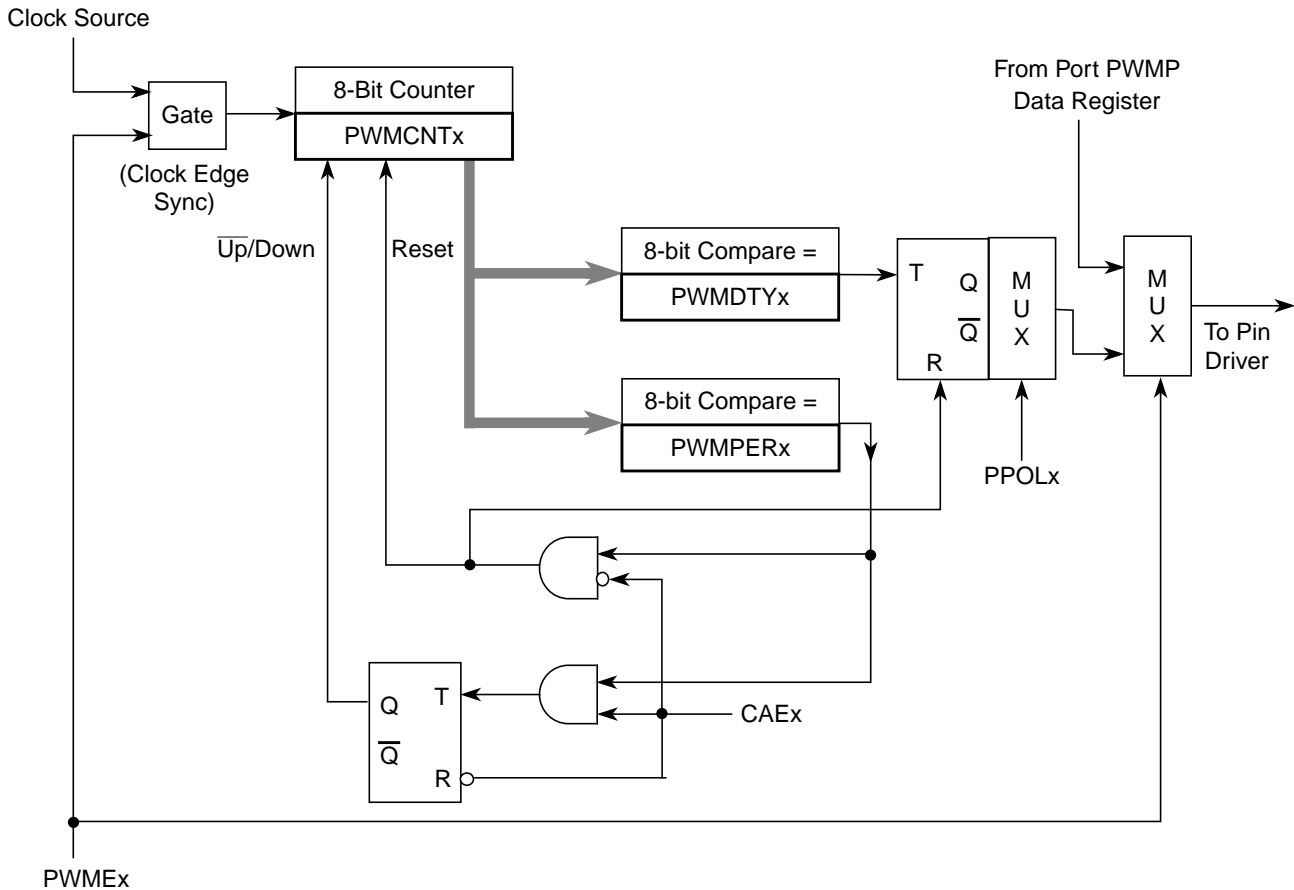 Clock Source
8-Bit Counter
PWMCNTx
Gate
(Clock Edge
Sync)
Up/Down
Reset
From Port PWMP
Data Register
8-bit Compare =
PWMDTYx
8-bit Compare =
PWMPERx
T
Q
Q
R
M
U
X
PPOLx
M
U
X
To Pin
Driver
Q
T
Q
R
CAEx
PWMEx